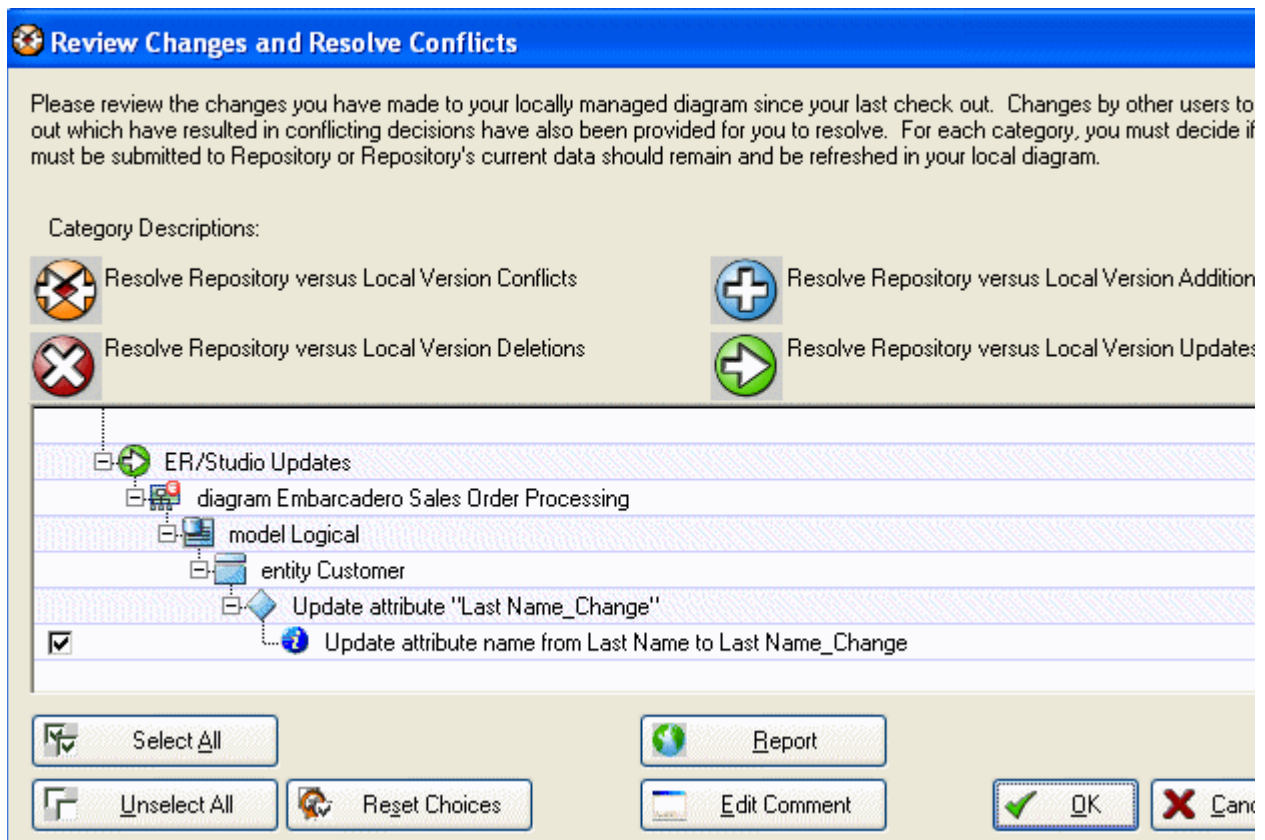 Review Changes and Resolve Conflicts
Please review the changes you have made to your locally managed diagram since your last check out. Changes by other users to
out which have resulted in conflicting decisions have also been provided for you to resolve. For each category, you must decide if
must be submitted to Repository or Repository's current data should remain and be refreshed in your local diagram.
Category Descriptions:
Resolve Repository versus Local Version Conflicts
Resolve Repository versus Local Version Addition
Resolve Repository versus Local Version Deletions
Resolve Repository versus Local Version Updates
ER/Studio Updates
diagram Embarcadero Sales Order Processing
model Logical
entity Customer
Update attribute "Last Name_Change"
Update attribute name from Last Name to Last Name_Change
Select All
Report
Unselect All
Reset Choices
Edit Comment
OK
Canc